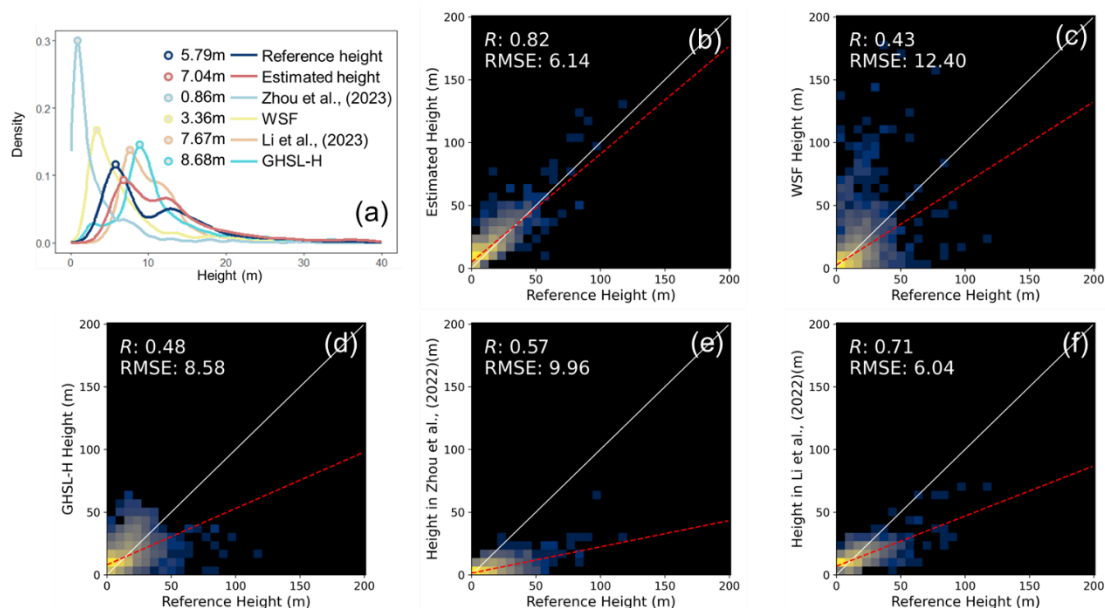 (a)
0.3
0.2
0.1
0.0
Density
0
10
20
30
40
Height (m)
5.79m Reference height
7.04m Estimated height
0.86m Zhou et al., (2023)
3.36m WSF
7.67m Li et al., (2023)
8.68m GHSL-H
(b)
R: 0.82
RMSE: 6.14
200
150
100
50
0
Estimated Height (m)
0
50
100
150
200
Reference Height (m)
(c)
R: 0.43
RMSE: 12.40
200
150
100
50
0
WSF Height (m)
0
50
100
150
200
Reference Height (m)
(d)
R: 0.48
RMSE: 8.58
200
150
100
50
0
GHSL-H Height (m)
0
50
100
150
200
Reference Height (m)
(e)
R: 0.57
RMSE: 9.96
200
150
100
50
0
Height in Zhou et al., (2022)(m)
0
50
100
150
200
Reference Height (m)
(f)
R: 0.71
RMSE: 6.04
200
150
100
50
0
Height in Li et al., (2022)(m)
0
50
100
150
200
Reference Height (m)